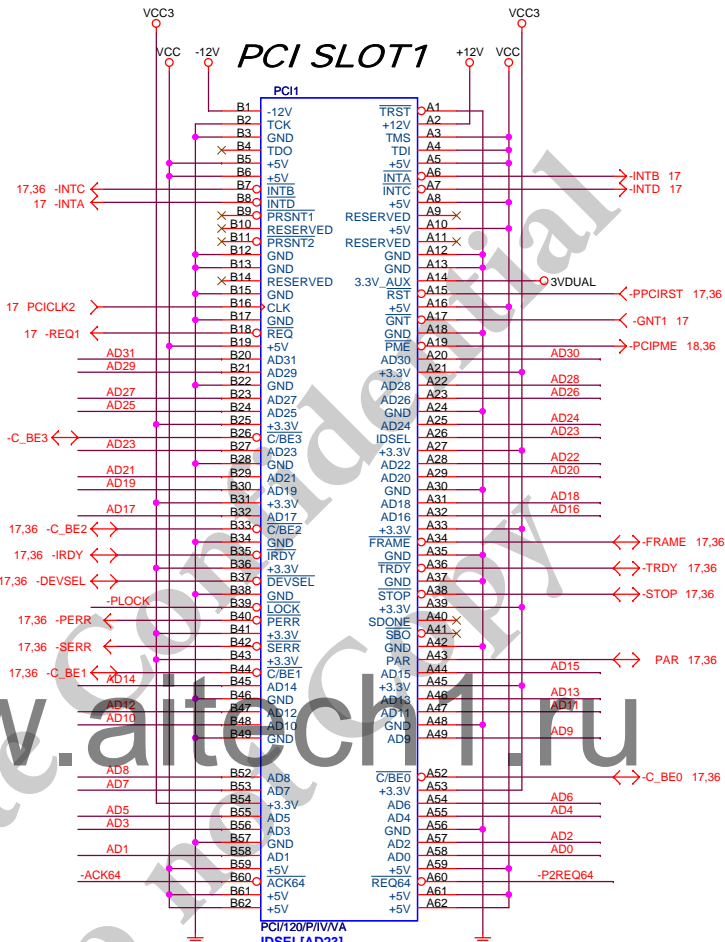 VCC3
VCC3
VCC -12V PCI SLOT1 +12V VCC
PCI1
B1 -12V TRST A1
B2 TCK +12V A2
B3 GND TMS A3
B4 TDO TDI A4
B5 +5V +5V A5
B6 +5V INTA A6 -INTB 17
17,36 -INTC B7 INTB INTC A7 -INTD 17
17 -INTA B8 INTD +5V A8
B9 PRSNT1 RESERVED A9
B10 RESERVED +5V A10
B11 PRSNT2 RESERVED A11
B12 GND GND A12
B13 GND GND A13
B14 RESERVED 3.3V_AUX A14 3VDUAL
B15 GND RST A15 -PPCIRST 17,36
17 PCICLK2 B16 CLK +5V A16
B17 GND GNT A17 -GNT1 17
17 -REQ1 B18 REQ GND A18
B19 +5V PME A19 -PCIPME 18,36
AD31 B20 AD31 AD30 A20 AD30
AD29 B21 AD29 +3.3V A21
B22 GND AD28 A22 AD28
AD27 B23 AD27 AD26 A23 AD26
AD25 B24 AD25 GND A24
B25 +3.3V AD24 A25 AD24
-C_BE3 B26 C/BE3 IDSEL A26 AD23
AD23 B27 AD23 +3.3V A27
B28 GND AD22 A28 AD22
AD21 B29 AD21 AD20 A29 AD20
AD19 B30 AD19 GND A30
B31 +3.3V AD18 A31 AD18
AD17 B32 AD17 AD16 A32 AD16
17,36 -C_BE2 B33 C/BE2 +3.3V A33
B34 GND FRAME A34 -FRAME 17,36
17,36 -IRDY B35 IRDY GND A35
B36 +3.3V TRDY A36 -TRDY 17,36
17,36 -DEVSEL B37 DEVSEL GND A37
B38 GND STOP A38 -STOP 17,36
-PLOCK B39 LOCK +3.3V A39
17,36 -PERR B40 PERR SDONE A40
B41 +3.3V SBO A41
17,36 -SERR B42 SERR GND A42
B43 +3.3V PAR A43 PAR 17,36
17,36 -C_BE1 B44 C/BE1 AD15 A44 AD15
AD14 B45 AD14 +3.3V A45
B46 GND AD13 A46 AD13
AD12 B47 AD12 AD11 A47 AD11
AD10 B48 AD10 GND A48
B49 GND AD9 A49 AD9
w.aitech1.ru
AD8 B52 AD8 C/BE0 A52 -C_BE0 17,36
AD7 B53 AD7 +3.3V A53
B54 +3.3V AD6 A54 AD6
AD5 B55 AD5 AD4 A55 AD4
AD3 B56 AD3 GND A56
B57 GND AD2 A57 AD2
AD1 B58 AD1 AD0 A58 AD0
B59 +5V +5V A59
-ACK64 B60 ACK64 REQ64 A60 -P2REQ64
B61 +5V +5V A61
B62 +5V +5V A62
PCI/120/P/IV/VA
IDSEL[AD23]
Confidential
not Copy